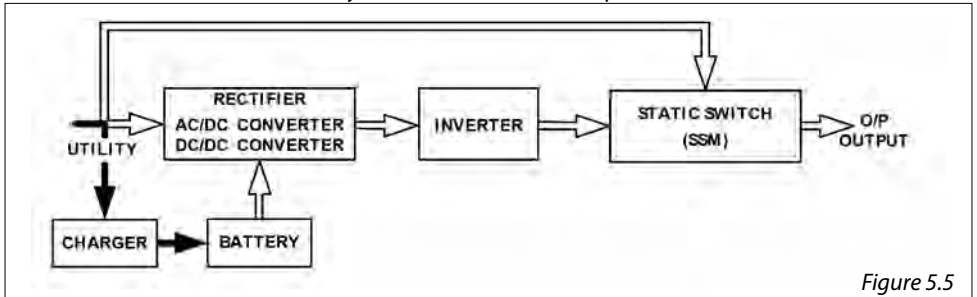 RECTIFIER
AC/DC CONVERTER
DC/DC CONVERTER
INVERTER
STATIC SWITCH
(SSM)
O/P
OUTPUT
UTILITY
CHARGER
BATTERY
Figure 5.5